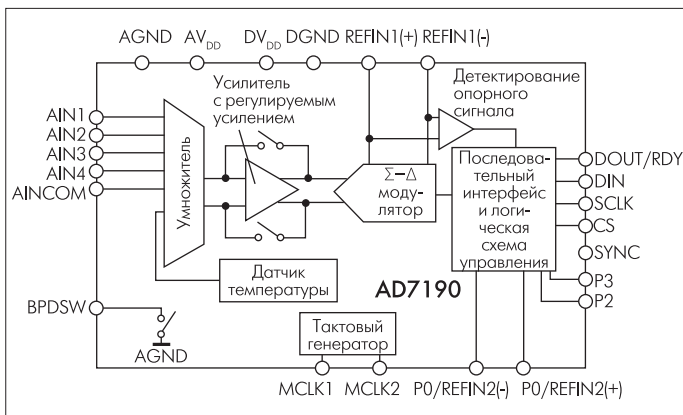 AGND AVDD DVDD DGND REFIN1(+) REFIN1(-)
Усилитель
с регулируемым
усилением
Детектирование
опорного
сигнала
AIN1
AIN2
AIN3
AIN4
AINCOM
Умножитель
Σ–Δ
моду-
лятор
Последова-
тельный
интерфейс
и логи-
ческая
схема
управления
DOUT/RDY
DIN
SCLK
CS
SYNC
P3
P2
Датчик
температуры
AD7190
BPDSW
AGND
Тактовый
генератор
MCLK1 MCLK2 P0/REFIN2(-) P0/REFIN2(+)